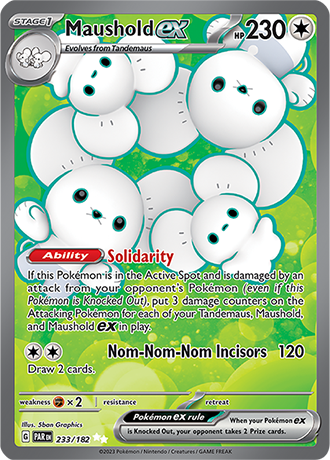 STAGE 1
Maushold ex HP 230
Evolves from Tandemaus
Ability Solidarity
If this Pokémon is in the Active Spot and is damaged by an
attack from your opponent's Pokémon (even if this
Pokémon is Knocked Out), put 3 damage counters on the
Attacking Pokémon for each of your Tandemaus, Maushold,
and Maushold ex in play.
Nom-Nom-Nom Incisors 120
Draw 2 cards.
weakness × 2 resistance retreat
Illus. 5ban Graphics
Pokémon ex rule When your Pokémon ex
is Knocked Out, your opponent takes 2 Prize cards.
G PAR EN 233/182
©2023 Pokémon / Nintendo / Creatures / GAME FREAK